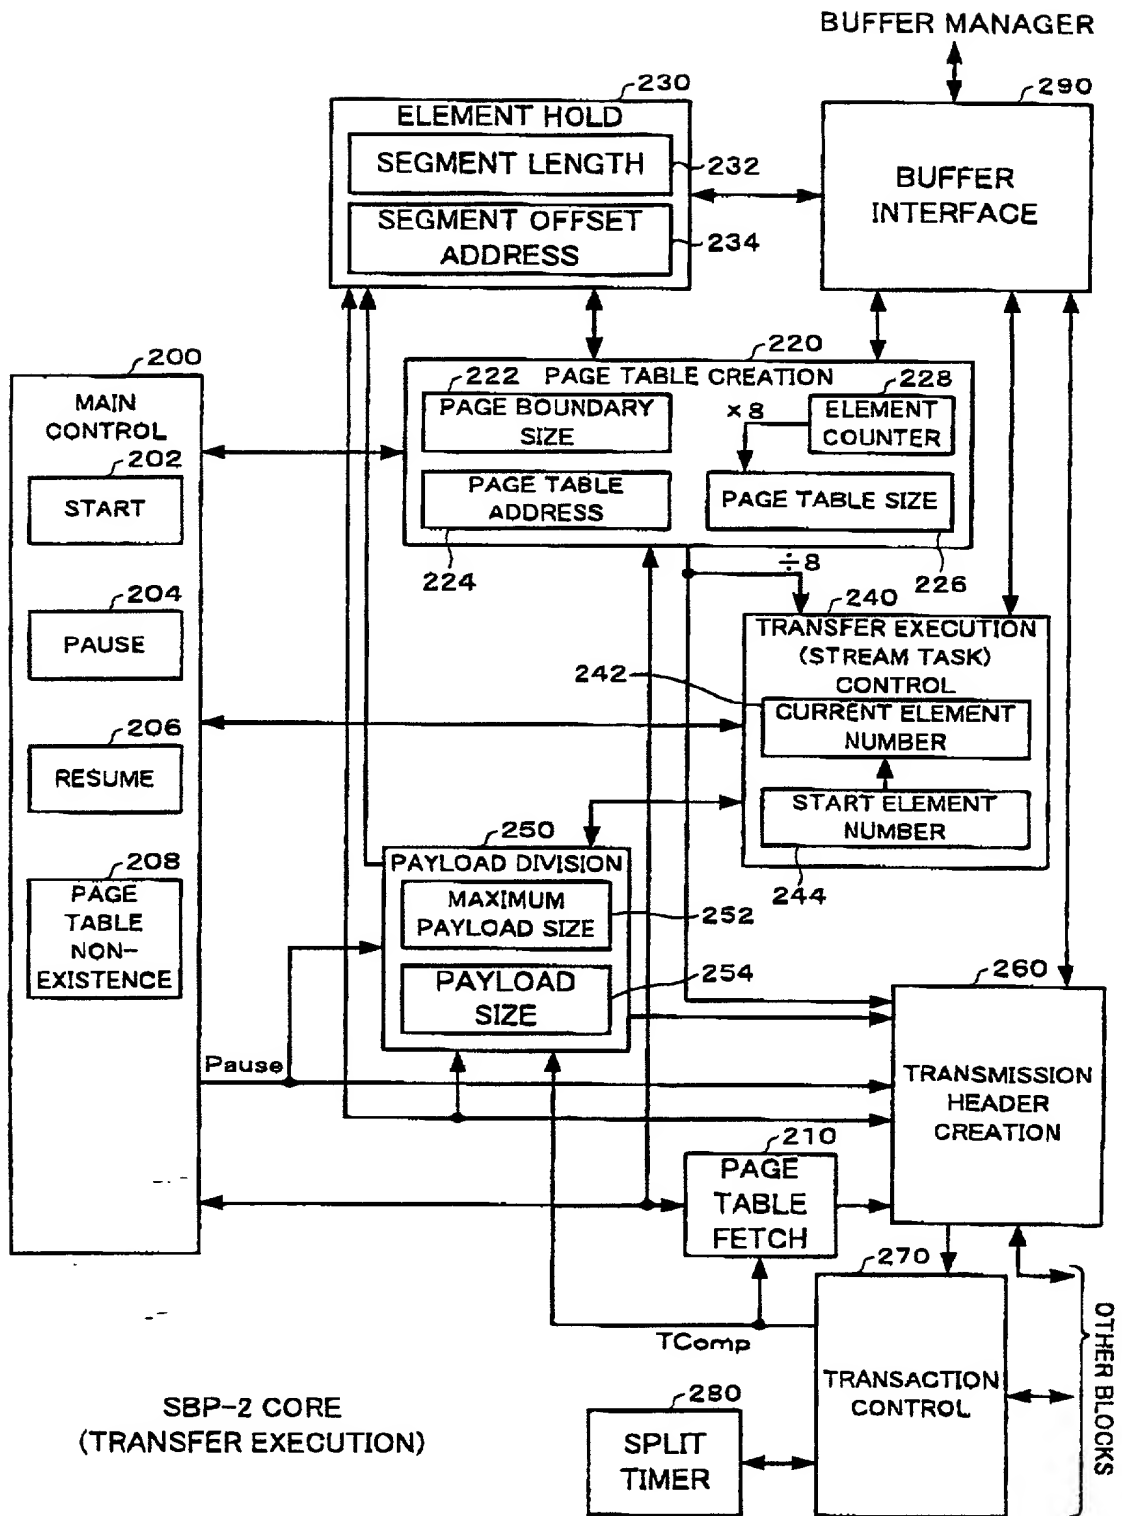 BUFFER MANAGER
230
290
ELEMENT HOLD
SEGMENT LENGTH
232
SEGMENT OFFSET
ADDRESS
234
BUFFER
INTERFACE
200
MAIN
CONTROL
202
START
204
PAUSE
206
RESUME
208
PAGE
TABLE
NON-
EXISTENCE
220
222
PAGE TABLE CREATION
228
PAGE BOUNDARY
SIZE
×8
ELEMENT
COUNTER
PAGE TABLE
ADDRESS
PAGE TABLE SIZE
224
÷8
226
240
TRANSFER EXECUTION
(STREAM TASK)
CONTROL
242
CURRENT ELEMENT
NUMBER
START ELEMENT
NUMBER
244
250
PAYLOAD DIVISION
MAXIMUM
PAYLOAD SIZE
252
PAYLOAD
SIZE
254
260
TRANSMISSION
HEADER
CREATION
Pause
210
PAGE
TABLE
FETCH
270
TComp
TRANSACTION
CONTROL
OTHER BLOCKS
280
SPLIT
TIMER
SBP-2 CORE
(TRANSFER EXECUTION)